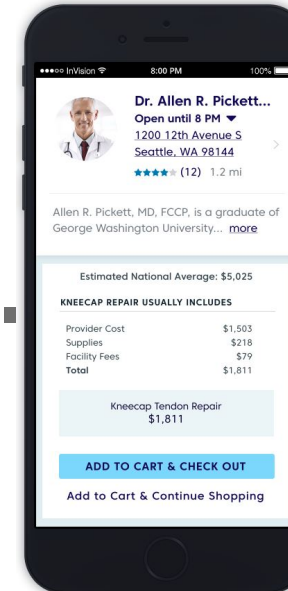 InVision 8:00 PM 100%
Dr. Allen R. Pickett...
Open until 8 PM
1200 12th Avenue S
Seattle, WA 98144
(12) 1.2 mi
Allen R. Pickett, MD, FCCP, is a graduate of
George Washington University... more
Estimated National Average: $5,025
KNEECAP REPAIR USUALLY INCLUDES
Provider Cost $1,503
Supplies $218
Facility Fees $79
Total $1,811
Kneecap Tendon Repair
$1,811
ADD TO CART & CHECK OUT
Add to Cart & Continue Shopping